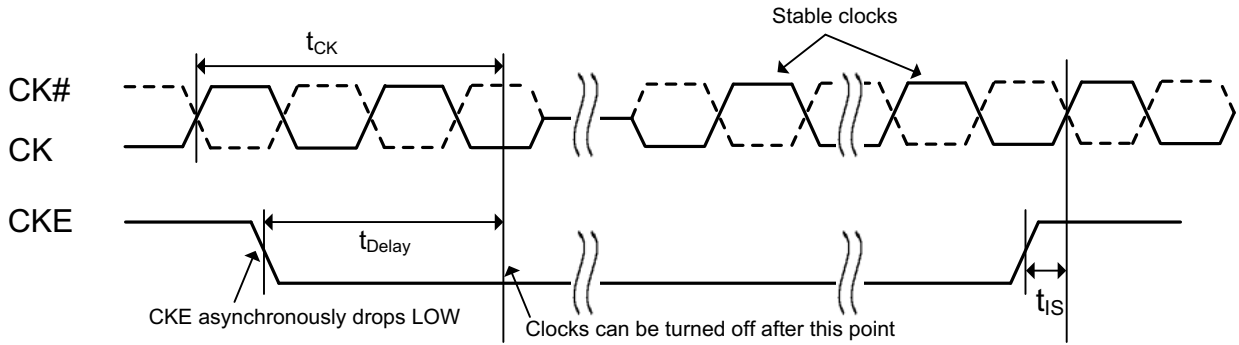 Stable clocks
tCK
CK#
CK
CKE
tDelay
tIS
CKE asynchronously drops LOW
Clocks can be turned off after this point